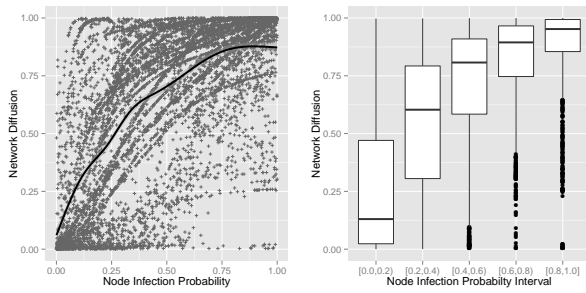 1.00
0.75
0.50
0.25
0.00
Network Diffusion
0.00 0.25 0.50 0.75 1.00
Node Infection Probability
1.00
0.75
0.50
0.25
0.00
Network Diffusion
[0.0,0.2) [0.2,0.4) [0.4,0.6) [0.6,0.8) [0.8,1.0]
Node Infection Probabilty Interval